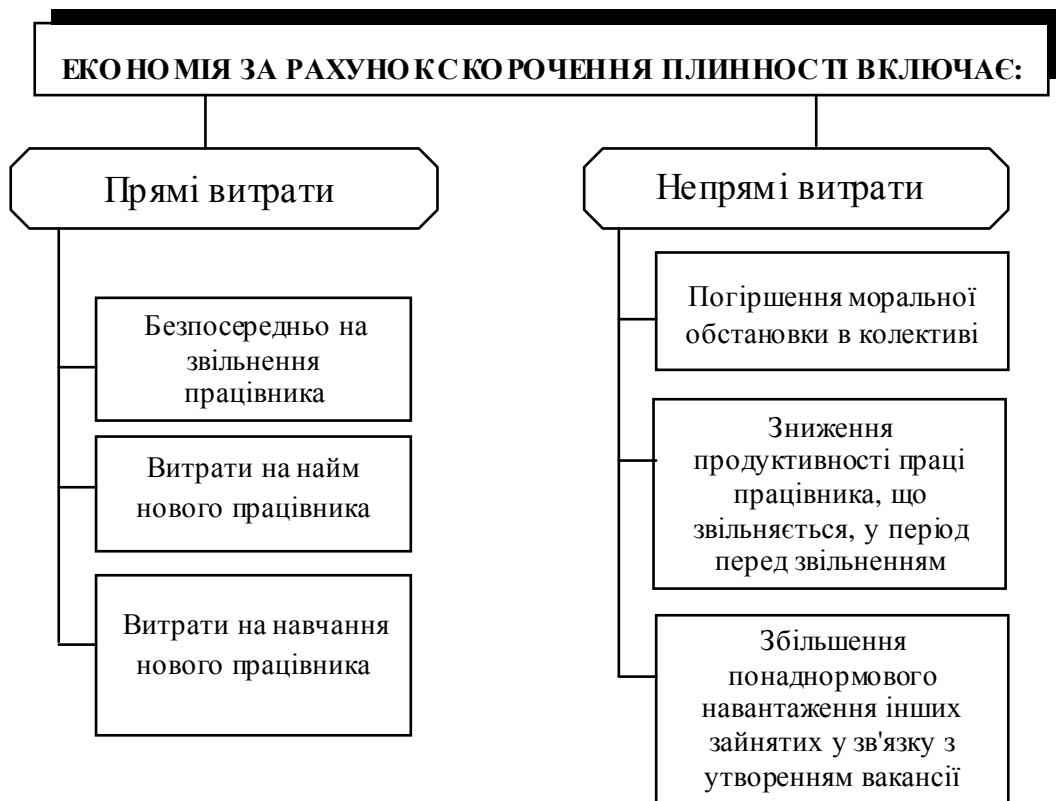 ЕКОНОМІЯ ЗА РАХУНОК СКОРОЧЕННЯ ПЛИННОСТІ ВКЛЮЧАЄ:
Прямі витрати
Безпосередньо на
звільнення
працівника
Витрати на найм
нового працівника
Витрати на навчання
нового працівника
Непрямі витрати
Погіршення моральної
обстановки в колективі
Зниження
продуктивності праці
працівника, що
звільняється, у період
перед звільненням
Збільшення
понаднормового
навантаження інших
зайнятих у зв'язку з
утворенням вакансії